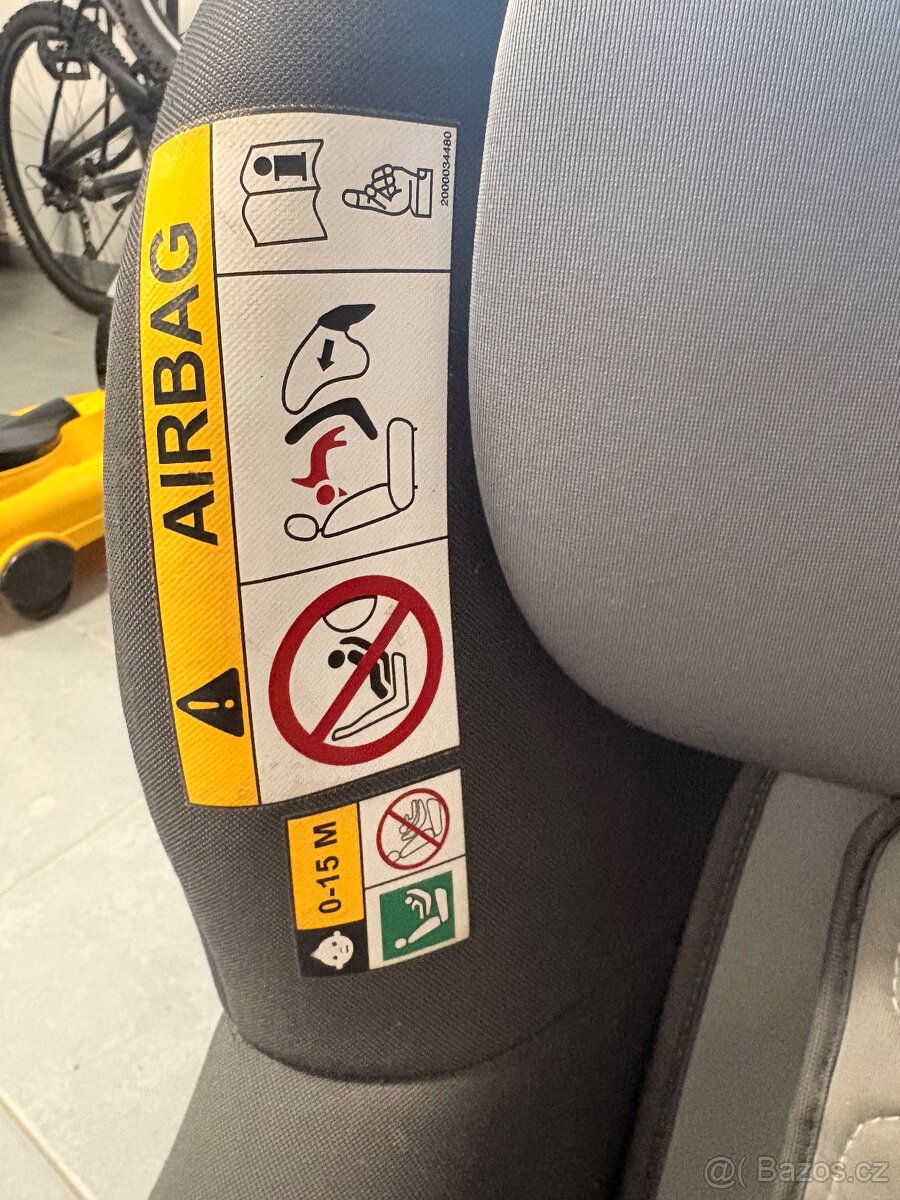 AIRBAG
2000034480
0-15 M
@( Bazos.cz